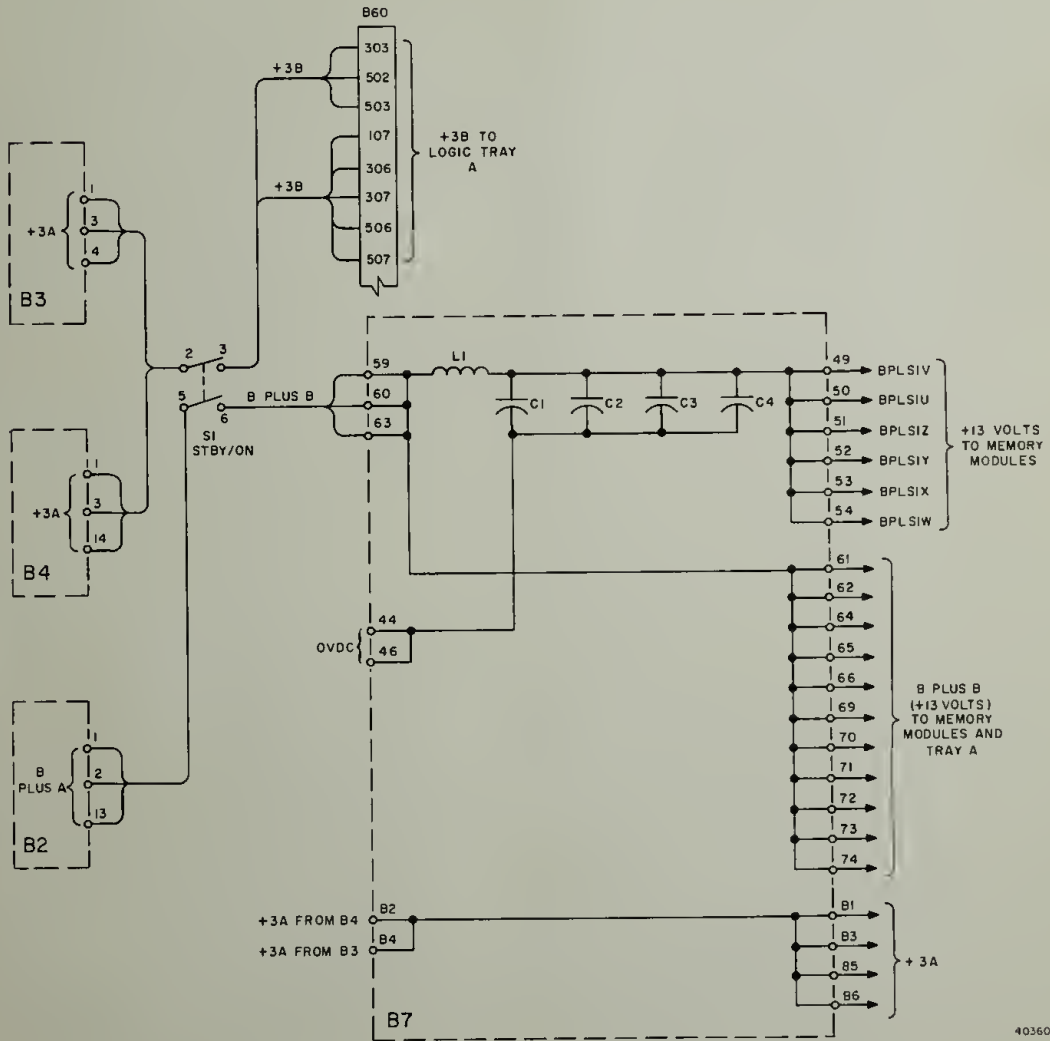 B60
303
502
503
107
306
307
506
507
+3B
+3B
+3B TO
LOGIC TRAY
A
1
3
4
+3A
B3
2
3
5
6
S1
STBY/ON
B PLUS B
1
3
14
+3A
B4
1
2
13
B
PLUS A
B2
59
60
63
L1
C1
C2
C3
C4
49
50
51
52
53
54
BPLSIV
BPLSIU
BPLSIZ
BPLSIY
BPLSIX
BPLSIW
+13 VOLTS
TO MEMORY
MODULES
44
46
0VDC
61
62
64
65
66
69
70
71
72
73
74
B PLUS B
(+13 VOLTS)
TO MEMORY
MODULES AND
TRAY A
+3A FROM B4
B2
+3A FROM B3
B4
B1
B3
85
B6
+3A
B7
40360